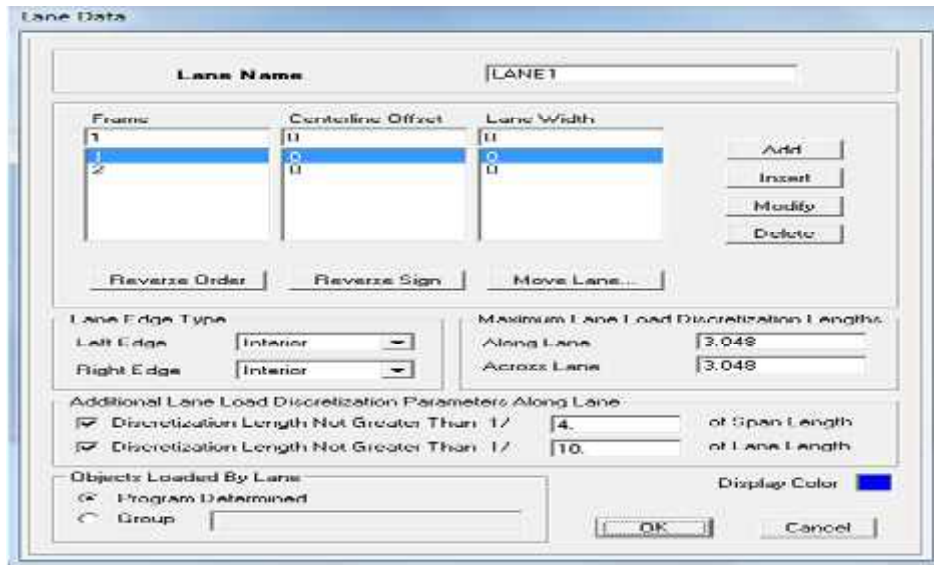 Lane Data
Lane Name LANE1
Frame Centerline Offset Lane Width
1 0 0
1 0 0
2 0 0
Add
Insert
Modify
Delete
Reverse Order Reverse Sign Move Lane...
Lane Edge Type
Left Edge Interior
Right Edge Interior
Maximum Lane Load Discretization Lengths
Along Lane 3.048
Across Lane 3.048
Additional Lane Load Discretization Parameters Along Lane
Discretization Length Not Greater Than 1/ 4. of Span Length
Discretization Length Not Greater Than 1/ 10. of Lane Length
Objects Loaded By Lane
Program Determined
Group
Display Color
OK Cancel